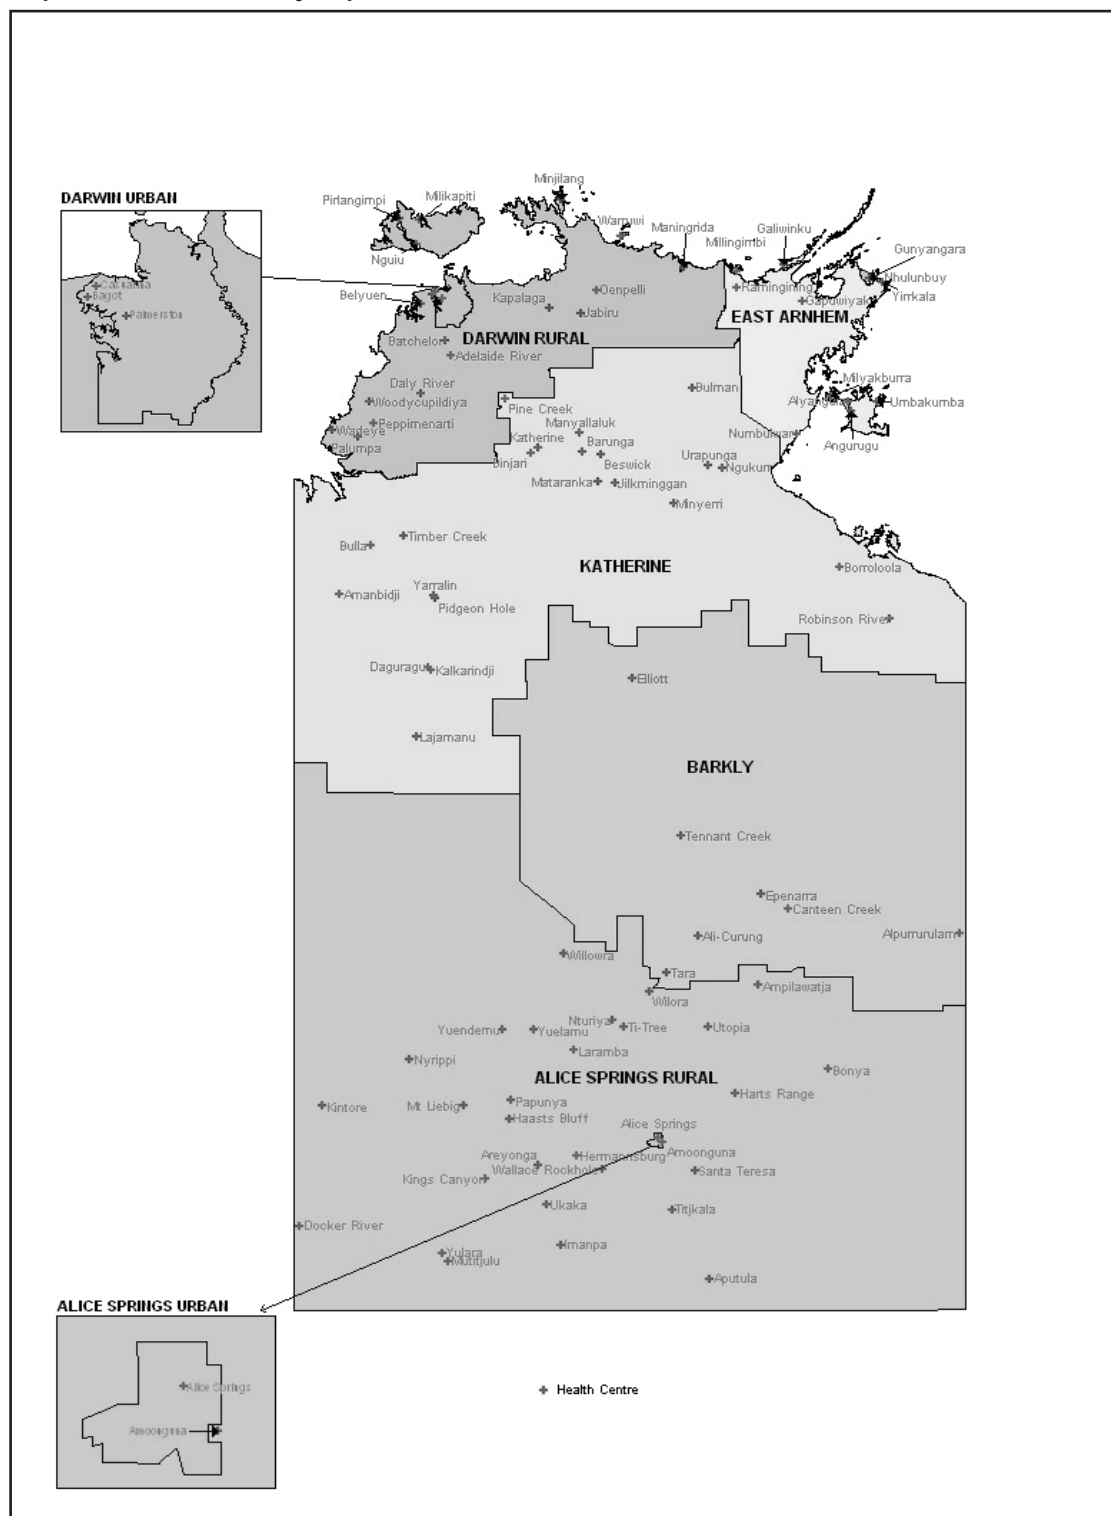 DARWIN URBAN
Casuarina
Bagot
Palmerston
Minjilang
Pirlangimpi
Milikapiti
Nguiu
Warruwi
Maningrida
Millingimbi
Galiwinku
Gunyangara
Nhulunbuy
Yirrkala
Ramingining
Gapuwiyak
EAST ARNHEM
Belyuen
Kapalaga
Oenpelli
Jabiru
DARWIN RURAL
Batchelor
Adelaide River
Daly River
Woodycupildiya
Peppimenarti
Wadeye
Palumpa
Pine Creek
Bulman
Milyakburra
Alyangula
Umbakumba
Angurugu
Numbulwar
Manyallaluk
Katherine
Barunga
Binjari
Beswick
Urapunga
Ngukurr
Mataranka
Jilkminggan
Minyerri
Timber Creek
Bulla
KATHERINE
Borroloola
Amanbidji
Yarralin
Pidgeon Hole
Robinson River
Daguragu
Kalkarindji
Elliott
Lajamanu
BARKLY
Tennant Creek
Epenarra
Canteen Creek
Ali-Curung
Alpurrurulam
Willowra
Tara
Wilora
Ampilawatja
Nturiya
Ti-Tree
Utopia
Yuendemu
Yuelamu
Laramba
Nyrippi
Bonya
ALICE SPRINGS RURAL
Harts Range
Kintore
Mt Liebig
Papunya
Haasts Bluff
Alice Springs
Amoonguna
Areyonga
Hermannsburg
Wallace Rockhole
Santa Teresa
Kings Canyon
Ukaka
Titjkala
Docker River
Imanpa
Yulara
Mutitjulu
Aputula
ALICE SPRINGS URBAN
Alice Springs
Amoonguna
Health Centre